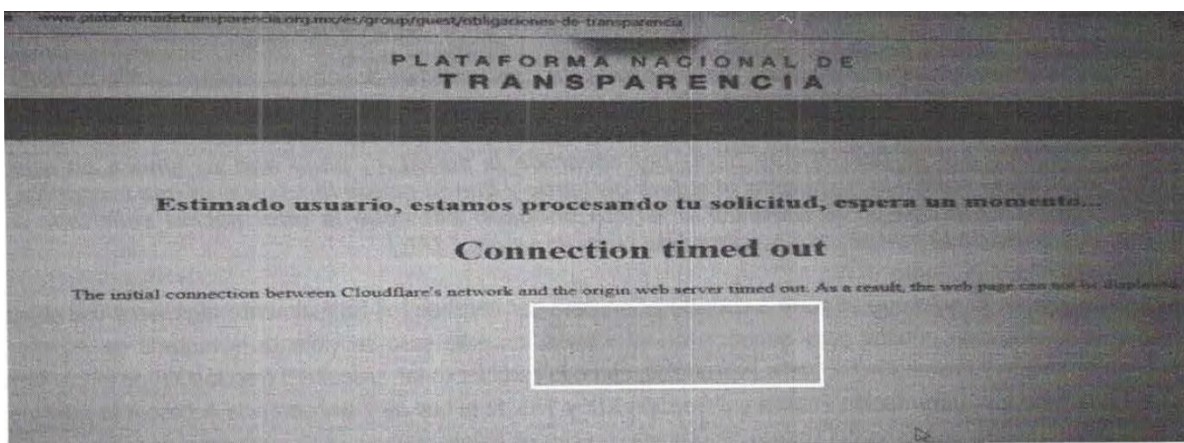 www.plataformadetransparencia.org.mx/es/group/guest/obligaciones-de-transparencia
PLATAFORMA NACIONAL DE
TRANSPARENCIA
Estimado usuario, estamos procesando tu solicitud, espera un momento...
Connection timed out
The initial connection between Cloudflare's network and the origin web server timed out. As a result, the web page can not be displayed.